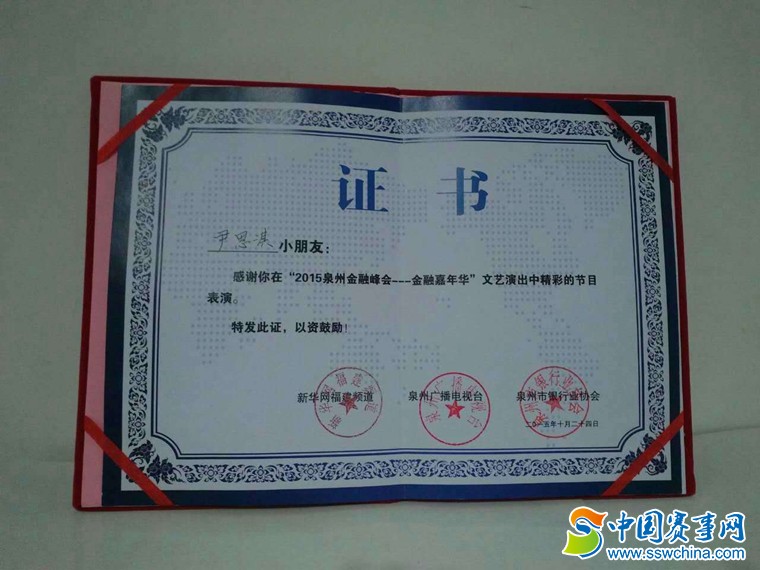 证 书
尹思淇 小朋友：
感谢你在“2015泉州金融峰会---金融嘉年华”文艺演出中精彩的节目
表演。
特发此证，以资鼓励！
新华网福建频道 泉州广播电视台 泉州市银行业协会
二〇一五年十月二十四日
中国赛事网
www.sswchina.com